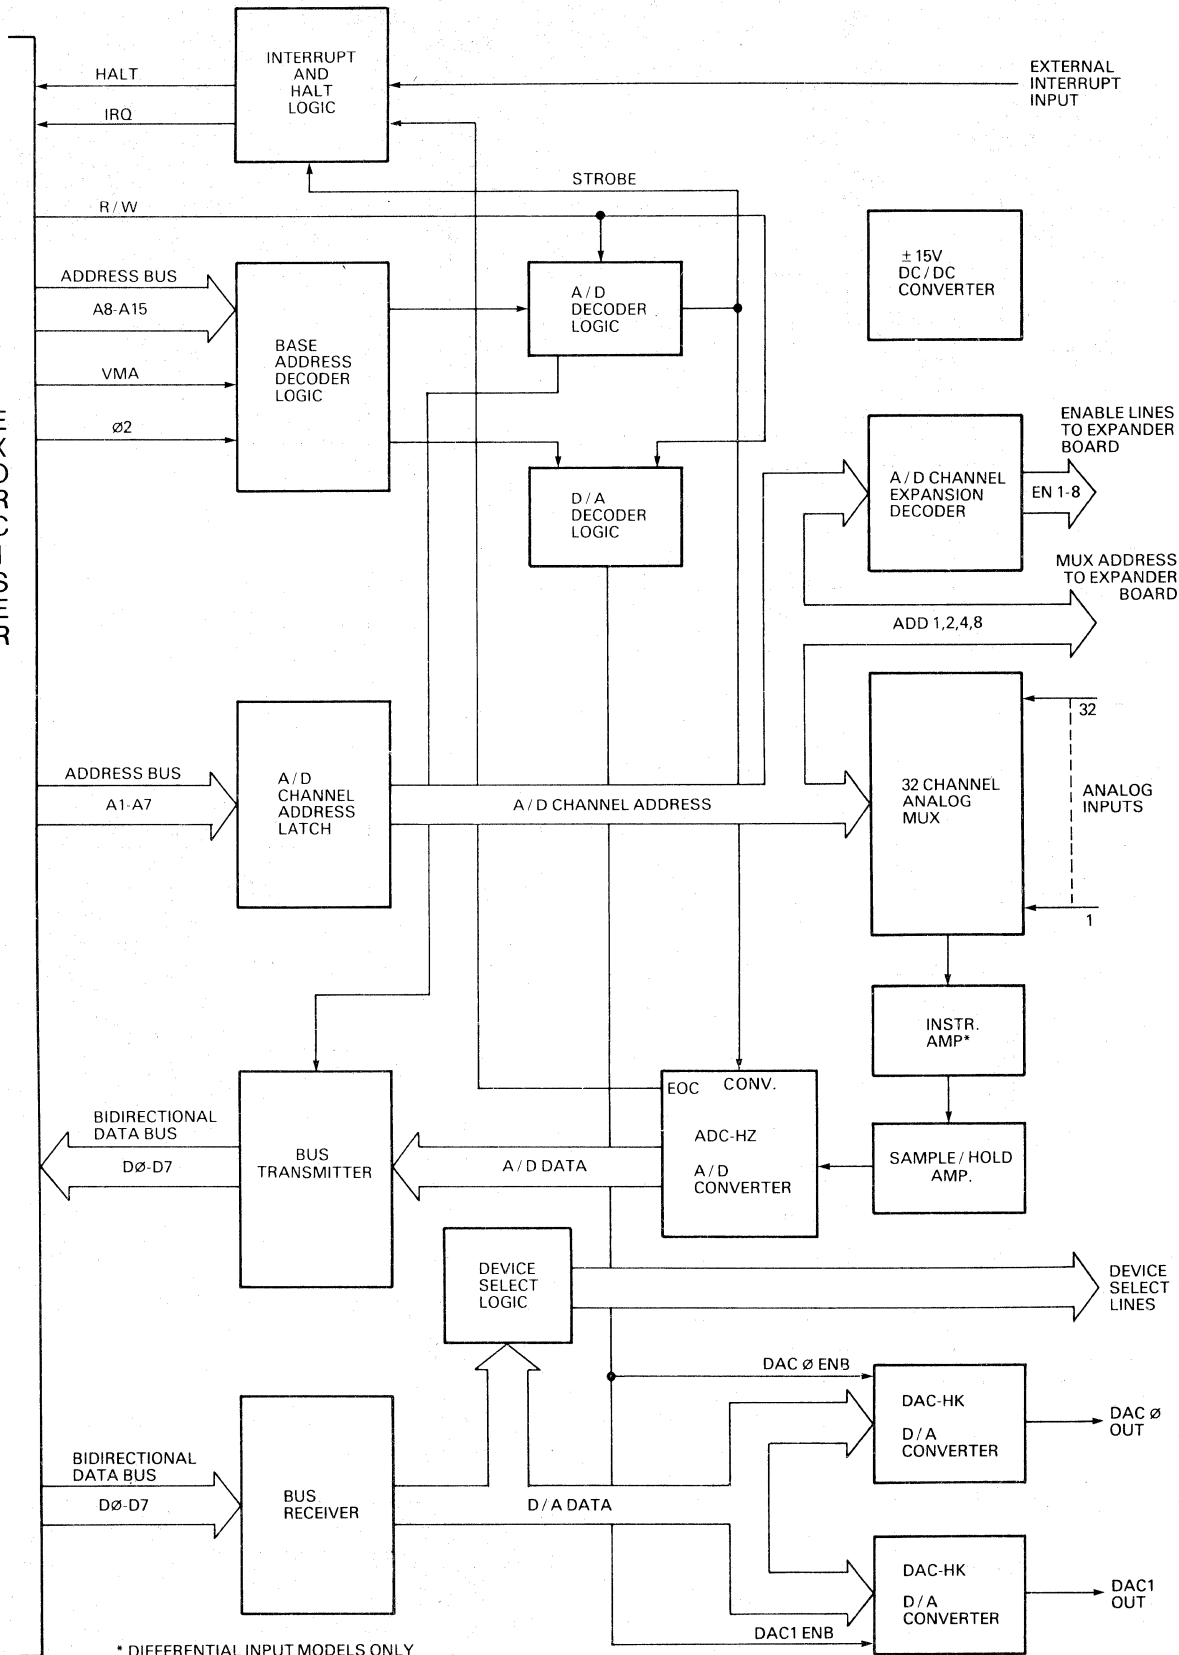 INTERRUPT
AND
HALT
LOGIC
HALT
IRQ
EXTERNAL
INTERRUPT
INPUT
STROBE
R/W
ADDRESS BUS
A8-A15
VMA
Ø2
BASE
ADDRESS
DECODER
LOGIC
A/D
DECODER
LOGIC
± 15V
DC/DC
CONVERTER
D/A
DECODER
LOGIC
A/D CHANNEL
EXPANSION
DECODER
ENABLE LINES
TO EXPANDER
BOARD
EN 1-8
MUX ADDRESS
TO EXPANDER
BOARD
ADD 1,2,4,8
ADDRESS BUS
A1-A7
A/D
CHANNEL
ADDRESS
LATCH
A/D CHANNEL ADDRESS
32 CHANNEL
ANALOG
MUX
32
ANALOG
INPUTS
1
INSTR.
AMP*
SAMPLE/HOLD
AMP.
EOC
CONV.
ADC-HZ
A/D
CONVERTER
A/D DATA
BUS
TRANSMITTER
BIDIRECTIONAL
DATA BUS
DØ-D7
DEVICE
SELECT
LOGIC
DEVICE
SELECT
LINES
DAC Ø ENB
DAC-HK
D/A
CONVERTER
DAC Ø
OUT
BIDIRECTIONAL
DATA BUS
DØ-D7
BUS
RECEIVER
D/A DATA
DAC-HK
D/A
CONVERTER
DAC1
OUT
DAC1 ENB
* DIFFERENTIAL INPUT MODELS ONLY